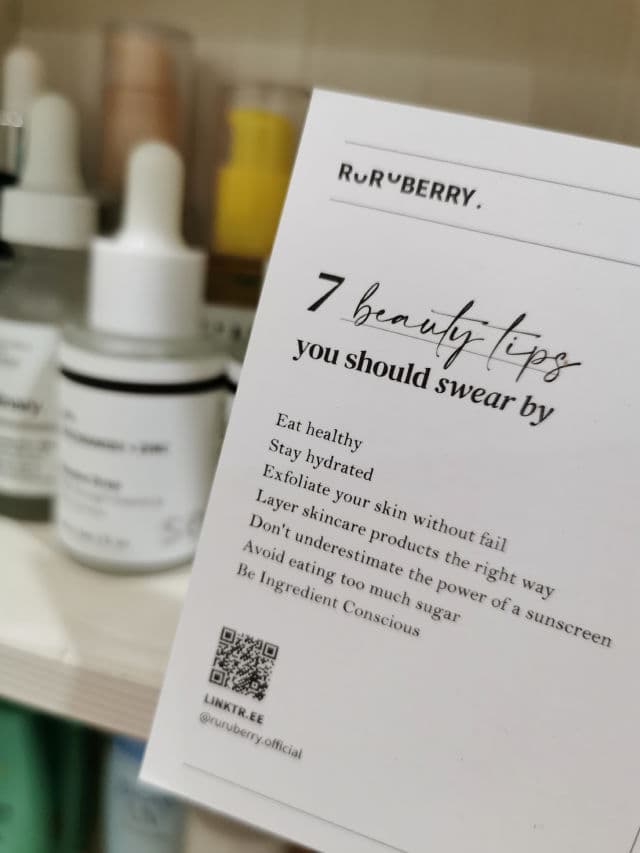 RURUBERRY.
7 beauty tips
you should swear by
Eat healthy
Stay hydrated
Exfoliate your skin without fail
Layer skincare products the right way
Don't underestimate the power of a sunscreen
Avoid eating too much sugar
Be Ingredient Conscious
LINKTR.EE
@ruruberry.official